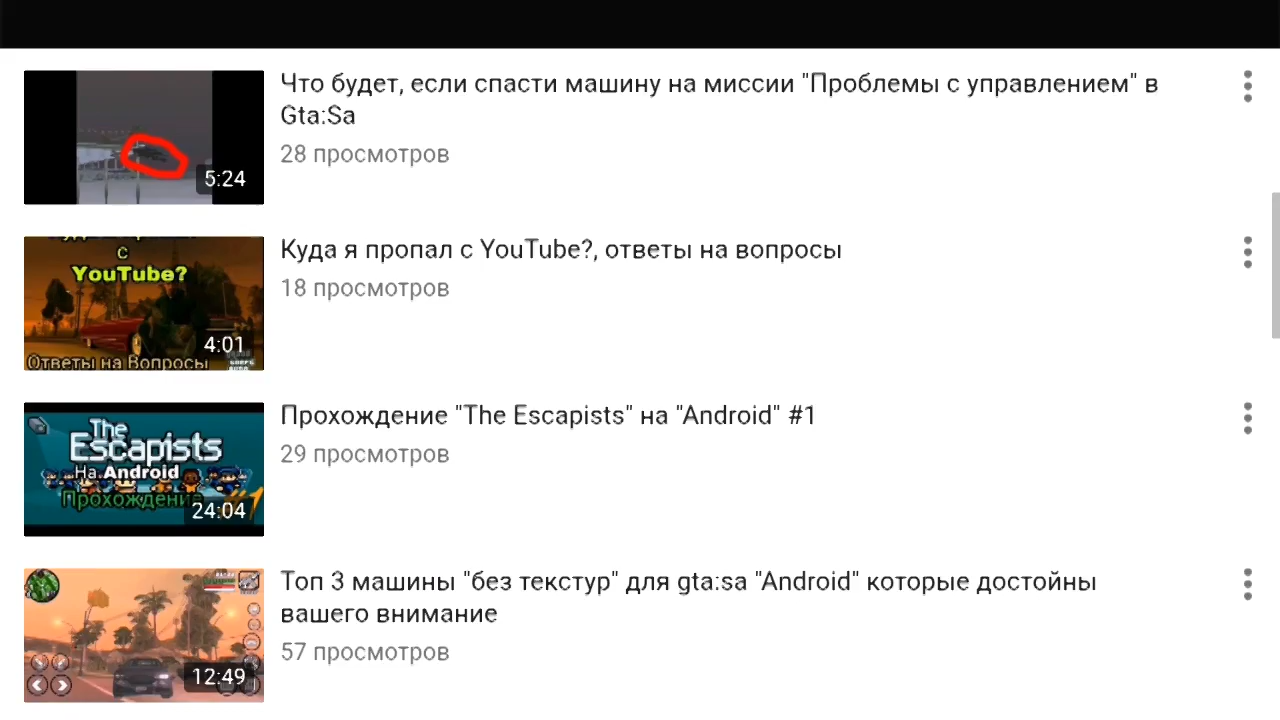 Что будет, если спасти машину на миссии "Проблемы с управлением" в
Gta:Sa
28 просмотров
5:24
Куда я пропал с YouTube?, ответы на вопросы
18 просмотров
с
YouTube?
4:01
Ответы на Вопросы
Прохождение "The Escapists" на "Android" #1
29 просмотров
The
Escapists
На Android
Прохождение #1
24:04
Топ 3 машины "без текстур" для gta:sa "Android" которые достойны
вашего внимание
57 просмотров
12:49